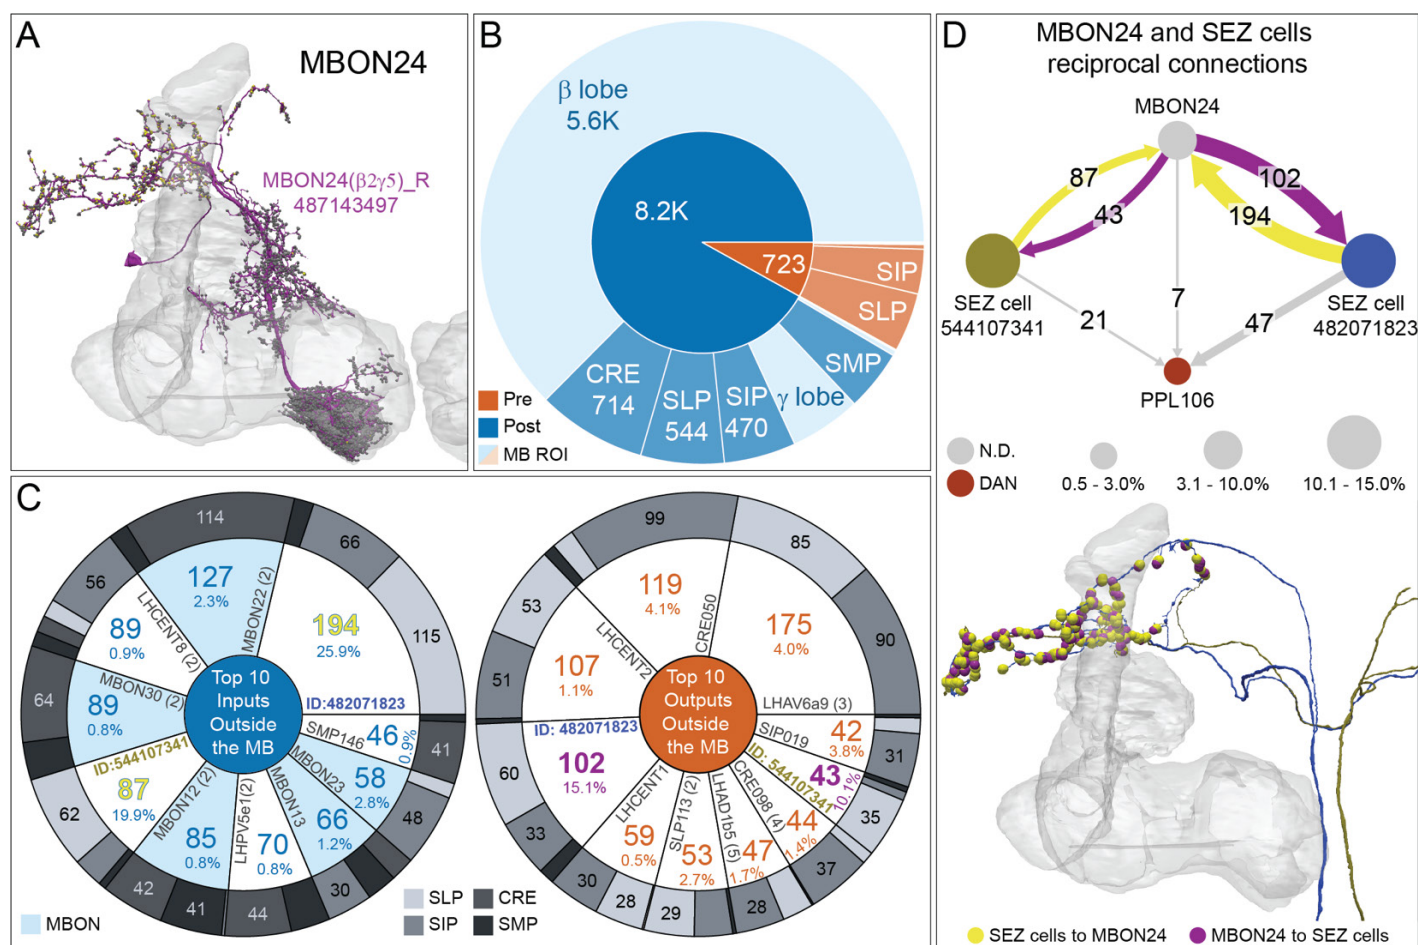 A
MBON24
MBON24(β2γ5)_R
487143497
B
β lobe
5.6K
8.2K
723
SIP
SLP
SMP
γ lobe
CRE
714
SLP
544
SIP
470
Pre
Post
MB ROI
C
114
66
115
41
48
30
44
41
42
62
64
56
127
2.3%
MBON22 (2)
194
25.9%
ID:482071823
SMP146
46
0.9%
MBON23
58
2.8%
MBON13
66
1.2%
LHPV5e1(2)
70
0.8%
MBON12 (2)
85
0.8%
ID:544107341
87
19.9%
MBON30 (2)
89
0.8%
LHCENT8 (2)
89
0.9%
Top 10
Inputs
Outside
the MB
MBON
99
85
90
31
35
37
28
29
28
30
33
60
51
53
119
4.1%
CRE050
175
4.0%
LHAV6a9 (3)
SIP019
42
3.8%
ID: 544107341
43
10.1%
CRE098 (4)
44
1.4%
LHAD1b5 (5)
47
1.7%
SLP113 (2)
53
2.7%
LHCENT1
59
0.5%
ID: 482071823
102
15.1%
LHCENT2
107
1.1%
Top 10
Outputs
Outside
the MB
SLP
CRE
SIP
SMP
D
MBON24 and SEZ cells
reciprocal connections
MBON24
87
43
102
194
SEZ cell
544107341
SEZ cell
482071823
21
7
47
PPL106
N.D.
DAN
0.5 - 3.0%
3.1 - 10.0%
10.1 - 15.0%
SEZ cells to MBON24
MBON24 to SEZ cells